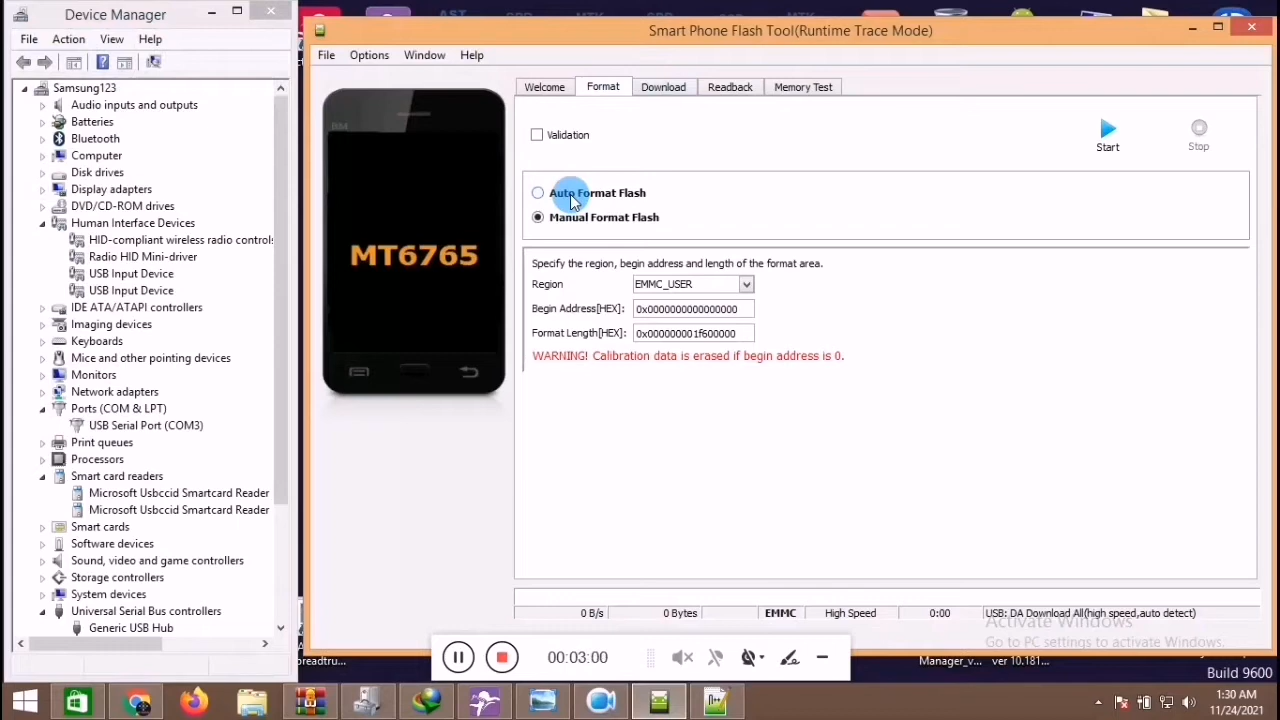 Device Manager
File Action View Help
Samsung123
Audio inputs and outputs
Batteries
Bluetooth
Computer
Disk drives
Display adapters
DVD/CD-ROM drives
Human Interface Devices
HID-compliant wireless radio controls
Radio HID Mini-driver
USB Input Device
USB Input Device
IDE ATA/ATAPI controllers
Imaging devices
Keyboards
Mice and other pointing devices
Monitors
Network adapters
Ports (COM & LPT)
USB Serial Port (COM3)
Print queues
Processors
Smart card readers
Microsoft Usbccid Smartcard Reader
Microsoft Usbccid Smartcard Reader
Smart cards
Software devices
Sound, video and game controllers
Storage controllers
System devices
Universal Serial Bus controllers
Generic USB Hub
Smart Phone Flash Tool(Runtime Trace Mode)
File Options Window Help
BM
MT6765
Welcome Format Download Readback Memory Test
Validation
Start
Stop
Auto Format Flash
Manual Format Flash
Specify the region, begin address and length of the format area.
Region EMMC_USER
Begin Address[HEX]: 0x0000000000000000
Format Length[HEX]: 0x000000001f600000
WARNING! Calibration data is erased if begin address is 0.
0 B/s 0 Bytes EMMC High Speed 0:00 USB: DA Download All(high speed,auto detect)
Activate Windows
Go to PC settings to activate Windows.
00:03:00
preadtru... Manager_v... ver 10.181...
Build 9600
1:30 AM
11/24/2021